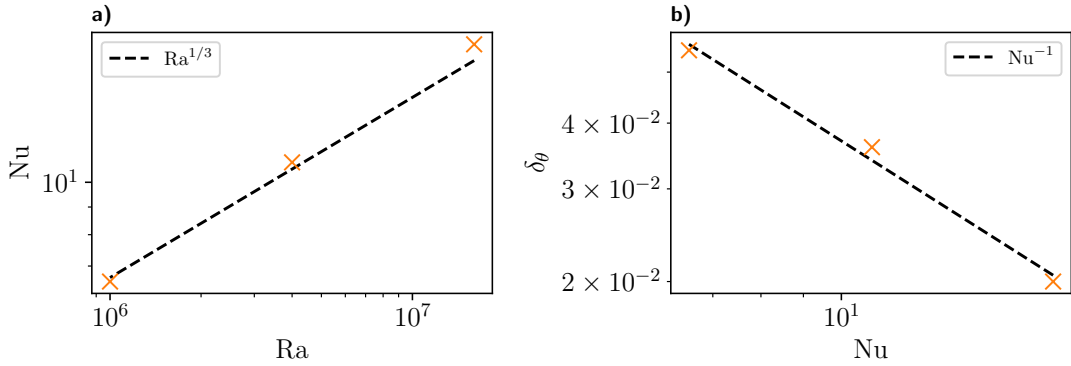 a)
Ra^{1/3}
Nu
10^1
10^6
10^7
Ra
b)
Nu^{-1}
δ_θ
4 × 10^{-2}
3 × 10^{-2}
2 × 10^{-2}
10^1
Nu